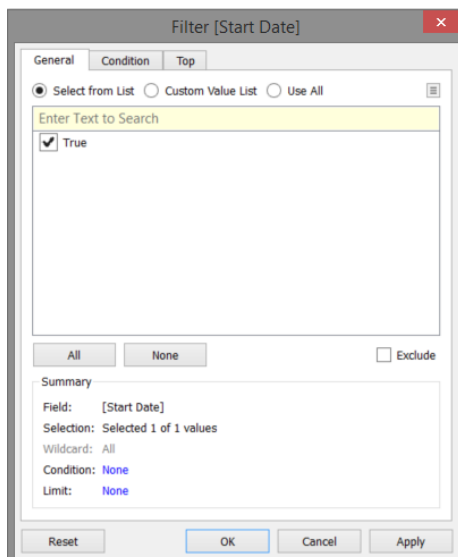 Filter [Start Date]
General Condition Top
Select from List Custom Value List Use All
Enter Text to Search
True
All None Exclude
Summary
Field: [Start Date]
Selection: Selected 1 of 1 values
Wildcard: All
Condition: None
Limit: None
Reset OK Cancel Apply